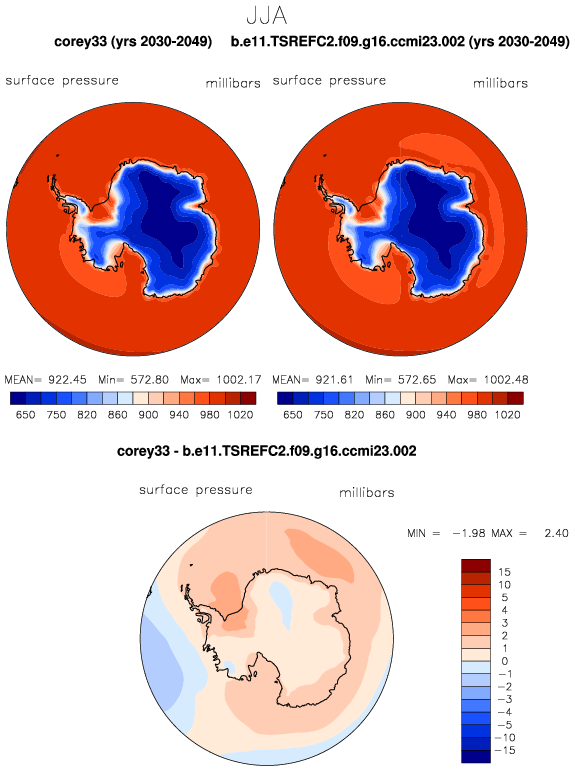 JJA
corey33 (yrs 2030-2049) b.e11.TSREFC2.f09.g16.ccmi23.002 (yrs 2030-2049)
surface pressure millibars surface pressure millibars
MEAN= 922.45 Min= 572.80 Max= 1002.17 MEAN= 921.61 Min= 572.65 Max= 1002.48
650 750 820 860 900 940 980 1020 650 750 820 860 900 940 980 1020
corey33 - b.e11.TSREFC2.f09.g16.ccmi23.002
surface pressure millibars
MIN = -1.98 MAX = 2.40
15
10
5
4
3
2
1
0
-1
-2
-3
-4
-5
-10
-15